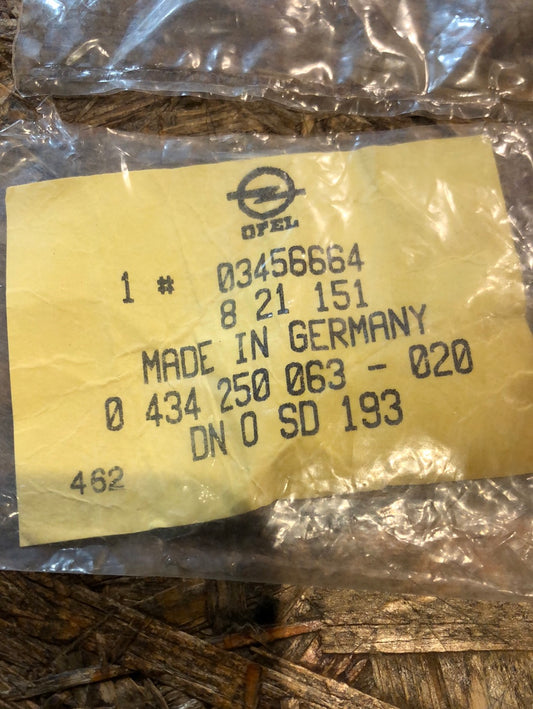 OPEL
1 # 03456664
8 21 151
MADE IN GERMANY
0 434 250 063 - 020
DN 0 SD 193
462